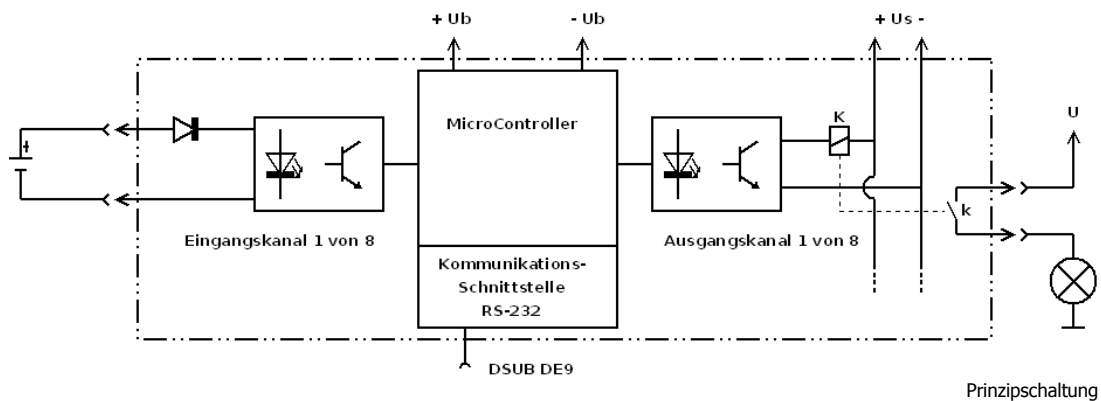 + Ub
- Ub
+ Us -
U
K
MicroController
k
Eingangskanal 1 von 8
Ausgangskanal 1 von 8
Kommunikations-
Schnittstelle
RS-232
DSUB DE9
Prinzipschaltung